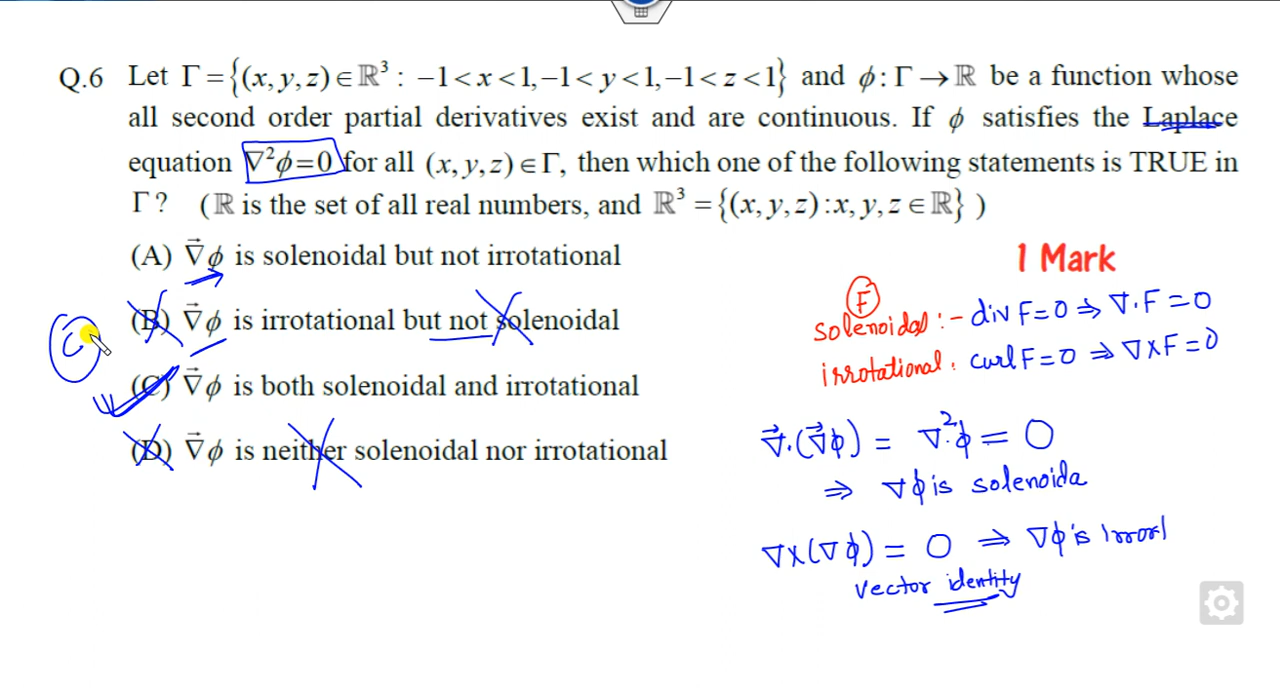 Q.6 Let Γ = {(x, y, z) ∈ ℝ³ : −1 < x < 1, −1 < y < 1, −1 < z < 1} and ϕ : Γ → ℝ be a function whose
all second order partial derivatives exist and are continuous. If ϕ satisfies the Laplace
equation ∇²ϕ=0 for all (x, y, z) ∈ Γ, then which one of the following statements is TRUE in
Γ? (ℝ is the set of all real numbers, and ℝ³ = {(x, y, z) : x, y, z ∈ ℝ} )
(A) ∇⃗ϕ is solenoidal but not irrotational
(B) ∇⃗ϕ is irrotational but not solenoidal
(C) ∇⃗ϕ is both solenoidal and irrotational
(D) ∇⃗ϕ is neither solenoidal nor irrotational
C
1 Mark
F
Solenoidal :- div F = 0 ⇒ ∇·F = 0
irrotational : curl F = 0 ⇒ ∇×F = 0
∇⃗·(∇⃗ϕ) = ∇²ϕ = 0
⇒ ∇ϕ is solenoida
∇×(∇ϕ) = 0 ⇒ ∇ϕ is
vector identity